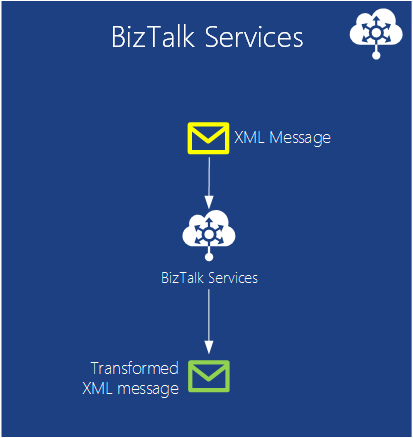 BizTalk Services
XML Message
BizTalk Services
Transformed
XML message